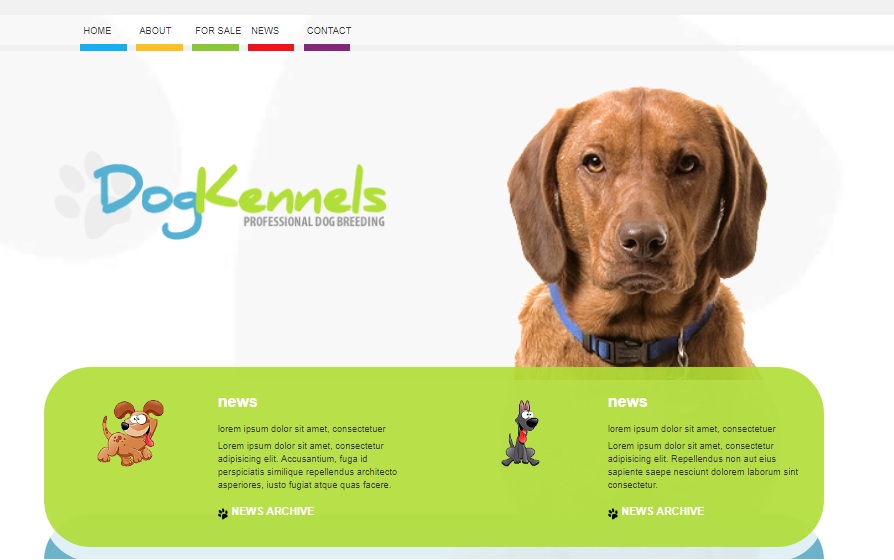 HOME ABOUT FOR SALE NEWS CONTACT
DogKennels
PROFESSIONAL DOG BREEDING
news
lorem ipsum dolor sit amet, consectetuer
Lorem ipsum dolor sit amet, consectetur
adipisicing elit. Accusantium, fuga id
perspiciatis similique repellendus architecto
asperiores, iusto fugiat atque quas facere.
NEWS ARCHIVE
news
lorem ipsum dolor sit amet, consectetuer
Lorem ipsum dolor sit amet, consectetur
adipisicing elit. Repellendus non aut eius
sapiente saepe nesciunt dolorem laborum sint
consectetur.
NEWS ARCHIVE